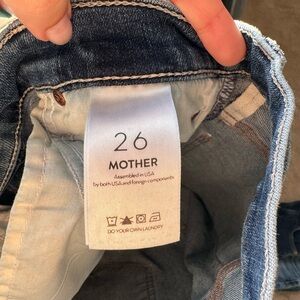 26
MOTHER
Assembled in USA
by both USA and foreign components
DO YOUR OWN LAUNDRY